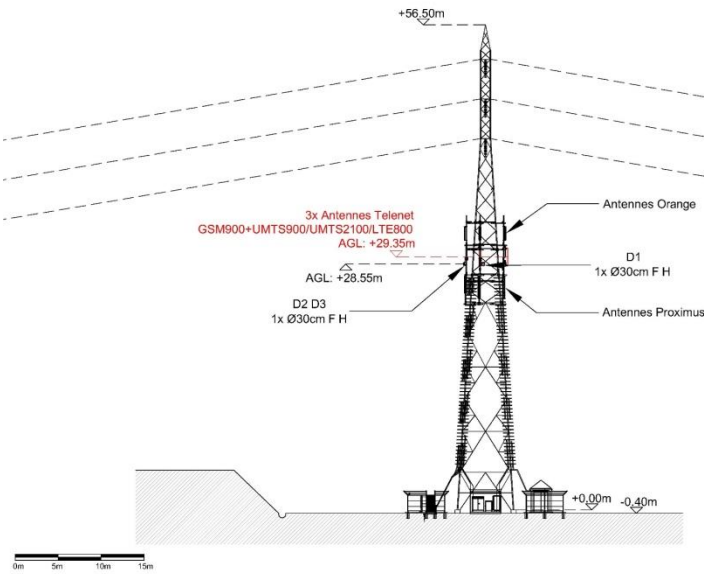 +56.50m
3x Antennes Telenet
GSM900+UMTS900/UMTS2100/LTE800
AGL: +29.35m
Antennes Orange
D1
1x Ø30cm F H
AGL: +28.55m
D2 D3
1x Ø30cm F H
Antennes Proximus
+0.00m
-0.40m
0m 5m 10m 15m